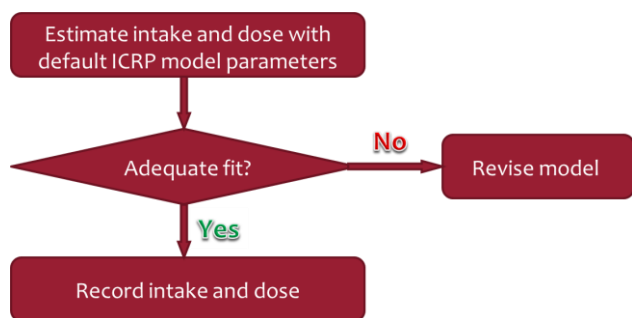 Estimate intake and dose with
default ICRP model parameters
Adequate fit?
No
Revise model
Yes
Record intake and dose